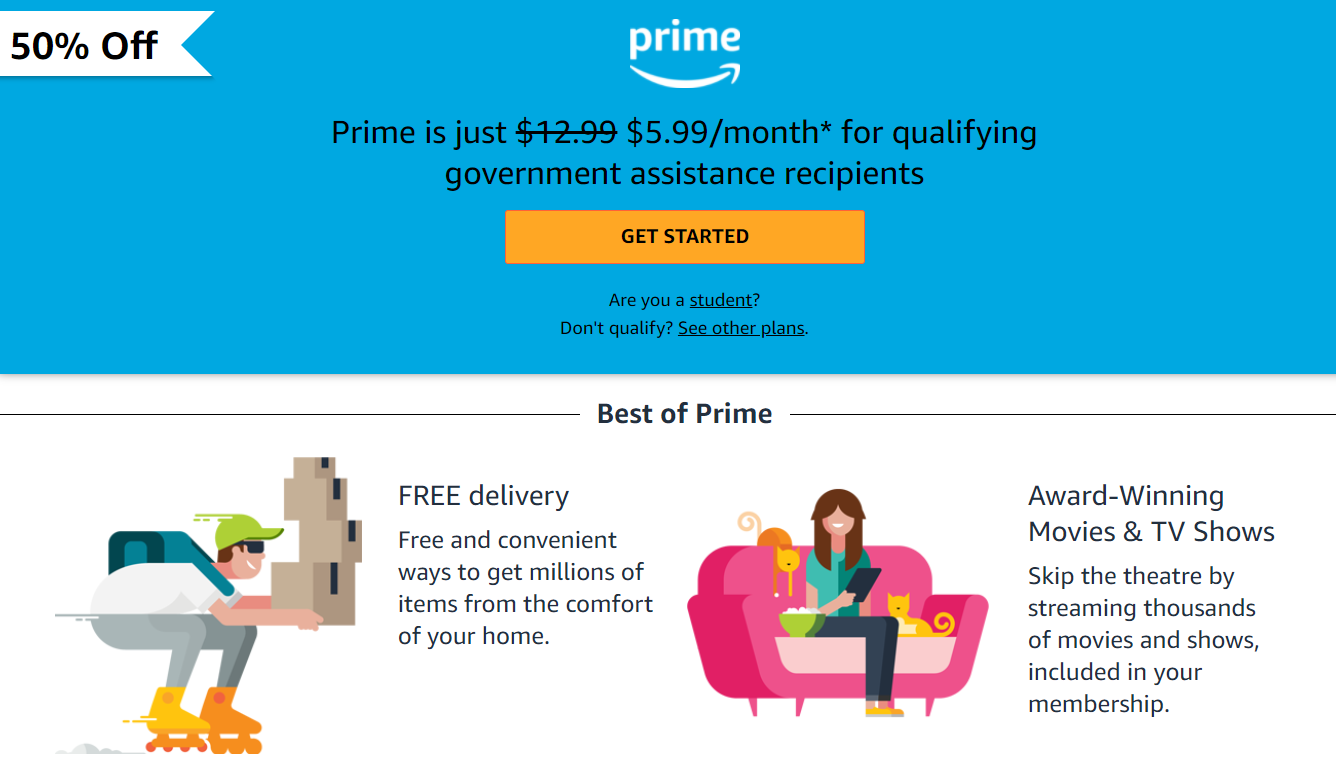 50% Off
prime
Prime is just $12.99 $5.99/month* for qualifying
government assistance recipients
GET STARTED
Are you a student?
Don't qualify? See other plans.
Best of Prime
FREE delivery
Free and convenient
ways to get millions of
items from the comfort
of your home.
Award-Winning
Movies & TV Shows
Skip the theatre by
streaming thousands
of movies and shows,
included in your
membership.